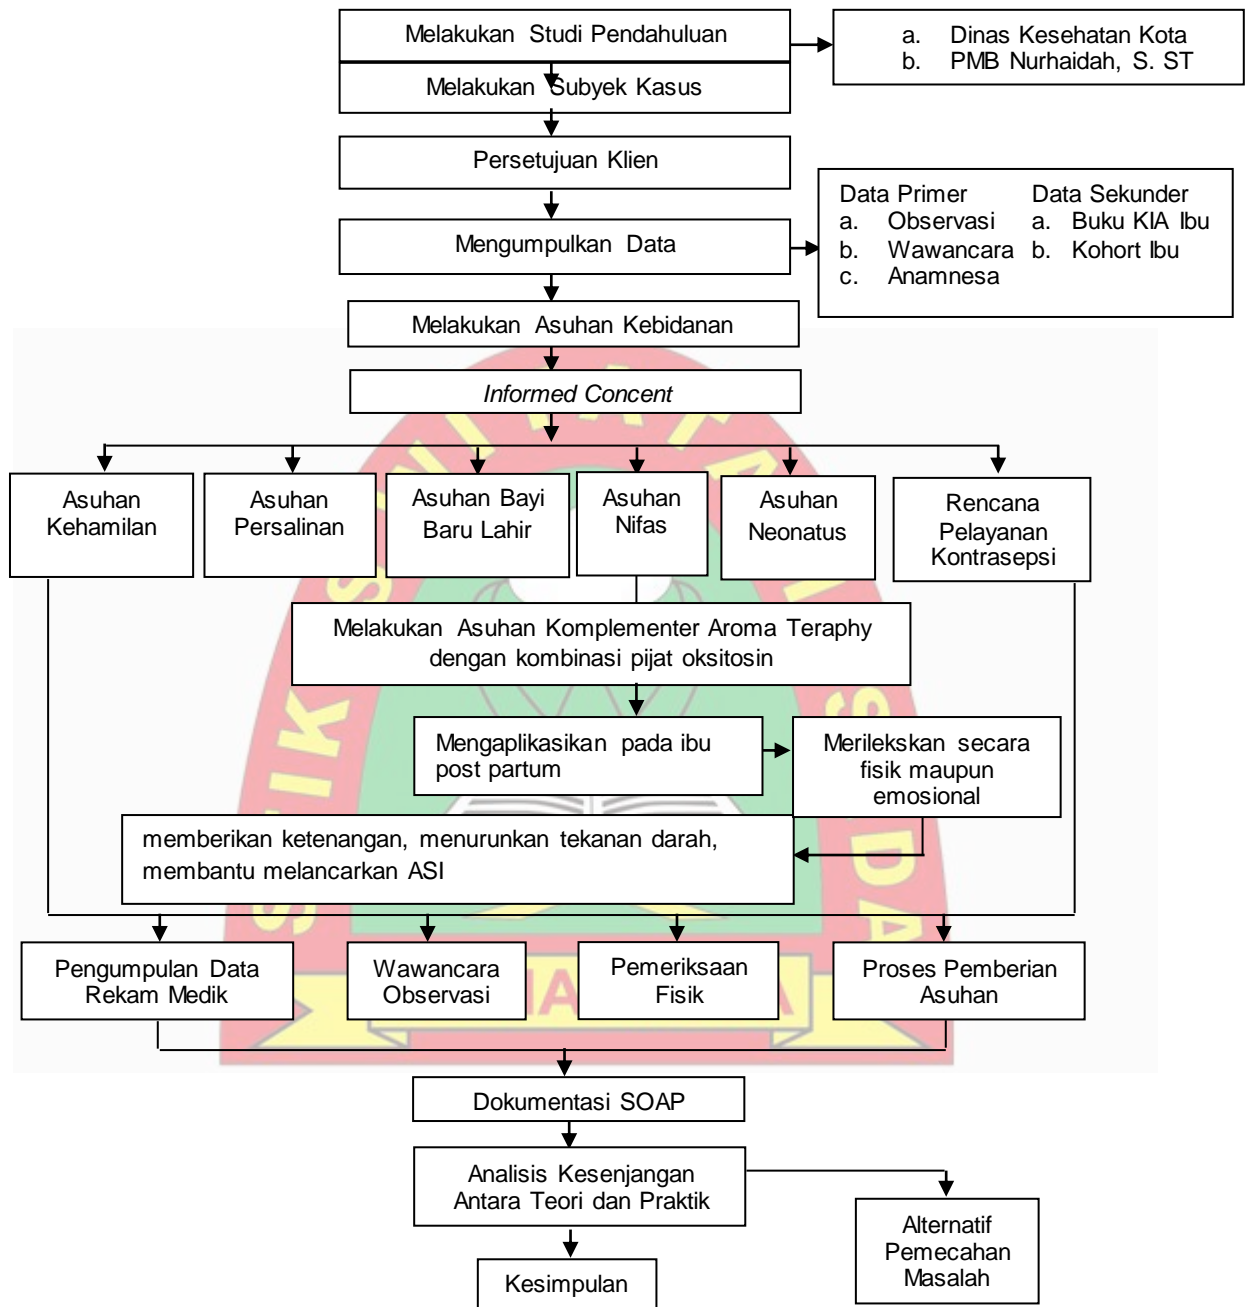 Melakukan Studi Pendahuluan
a. Dinas Kesehatan Kota
b. PMB Nurhaidah, S. ST
Melakukan Subyek Kasus
Persetujuan Klien
Mengumpulkan Data
Data Primer
a. Observasi
b. Wawancara
c. Anamnesa
Data Sekunder
a. Buku KIA Ibu
b. Kohort Ibu
Melakukan Asuhan Kebidanan
Informed Concent
Asuhan
Kehamilan
Asuhan
Persalinan
Asuhan Bayi
Baru Lahir
Asuhan
Nifas
Asuhan
Neonatus
Rencana
Pelayanan
Kontrasepsi
Melakukan Asuhan Komplementer Aroma Teraphy
dengan kombinasi pijat oksitosin
Mengaplikasikan pada ibu
post partum
Merilekskan secara
fisik maupun
emosional
memberikan ketenangan, menurunkan tekanan darah,
membantu melancarkan ASI
Pengumpulan Data
Rekam Medik
Wawancara
Observasi
Pemeriksaan
Fisik
Proses Pemberian
Asuhan
Dokumentasi SOAP
Analisis Kesenjangan
Antara Teori dan Praktik
Alternatif
Pemecahan
Masalah
Kesimpulan